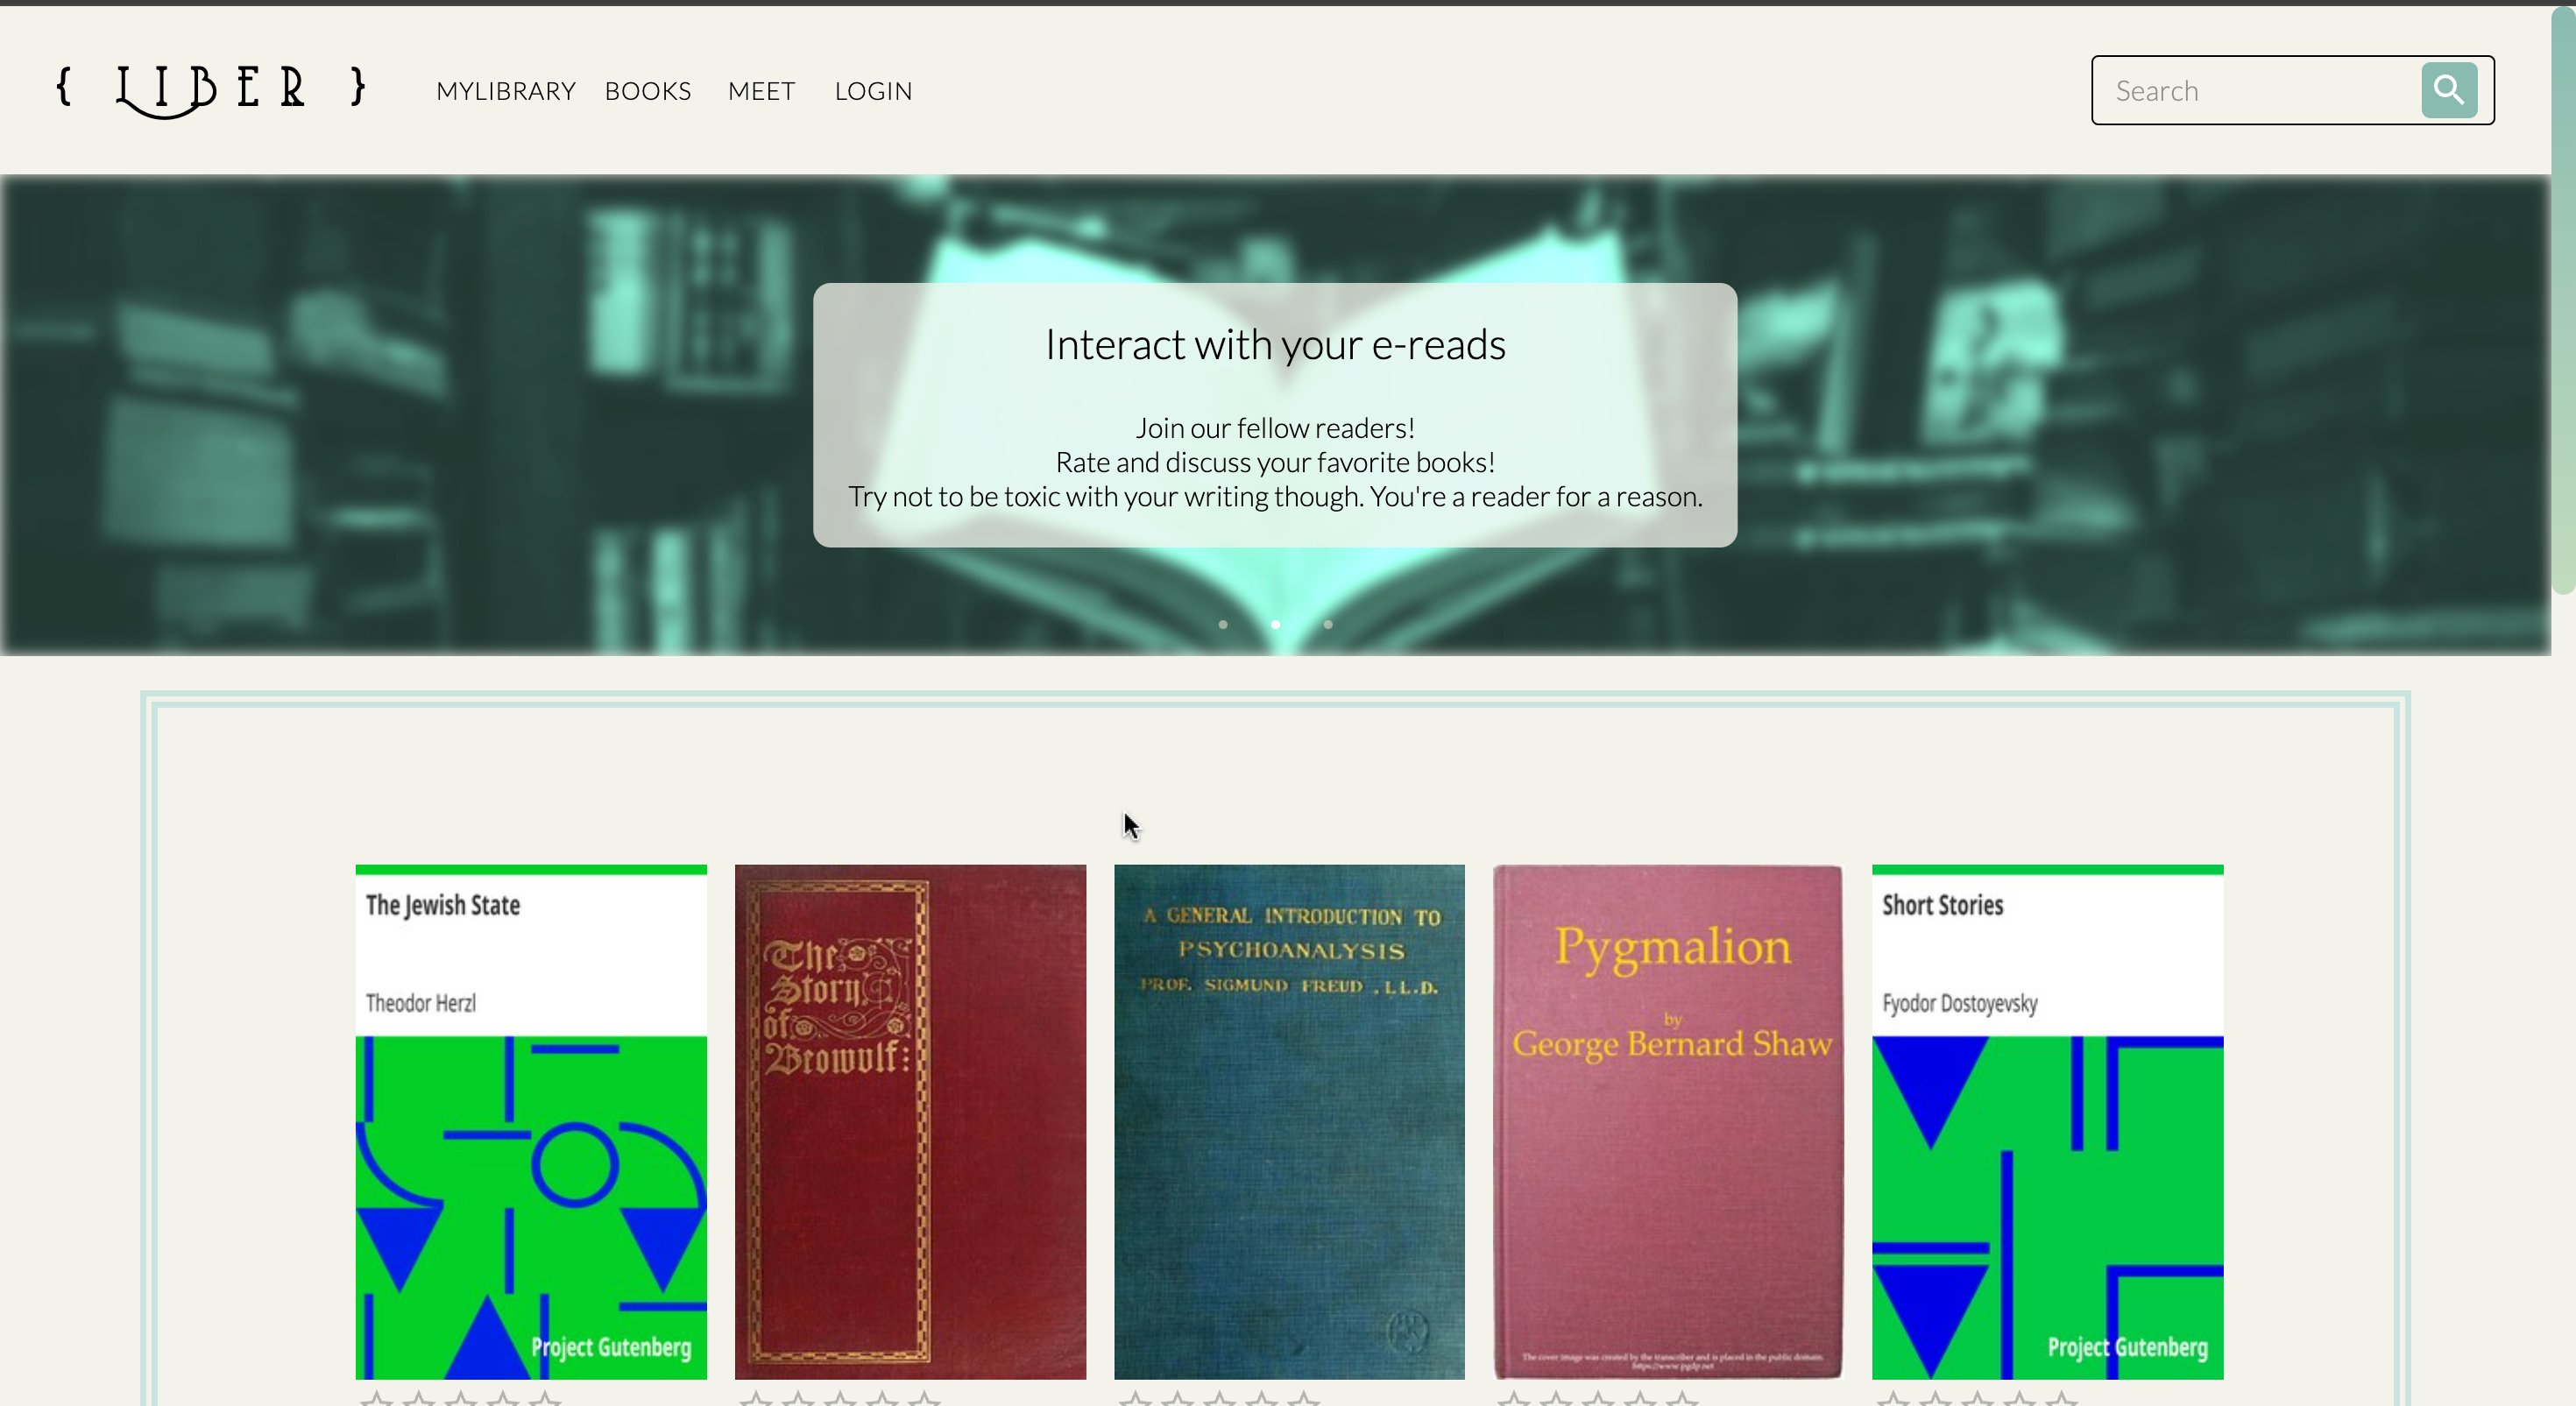 { LIBER }
MYLIBRARY BOOKS MEET LOGIN
Search
Interact with your e-reads
Join our fellow readers!
Rate and discuss your favorite books!
Try not to be toxic with your writing though. You're a reader for a reason.
The Jewish State
Theodor Herzl
Project Gutenberg
The
Story
of
Beowulf:
A GENERAL INTRODUCTION TO
PSYCHOANALYSIS
PROF. SIGMUND FREUD . LL.D.
Pygmalion
by
George Bernard Shaw
The cover image was created by the transcriber and is placed in the public domain.
https://www.pgdp.net
Short Stories
Fyodor Dostoyevsky
Project Gutenberg